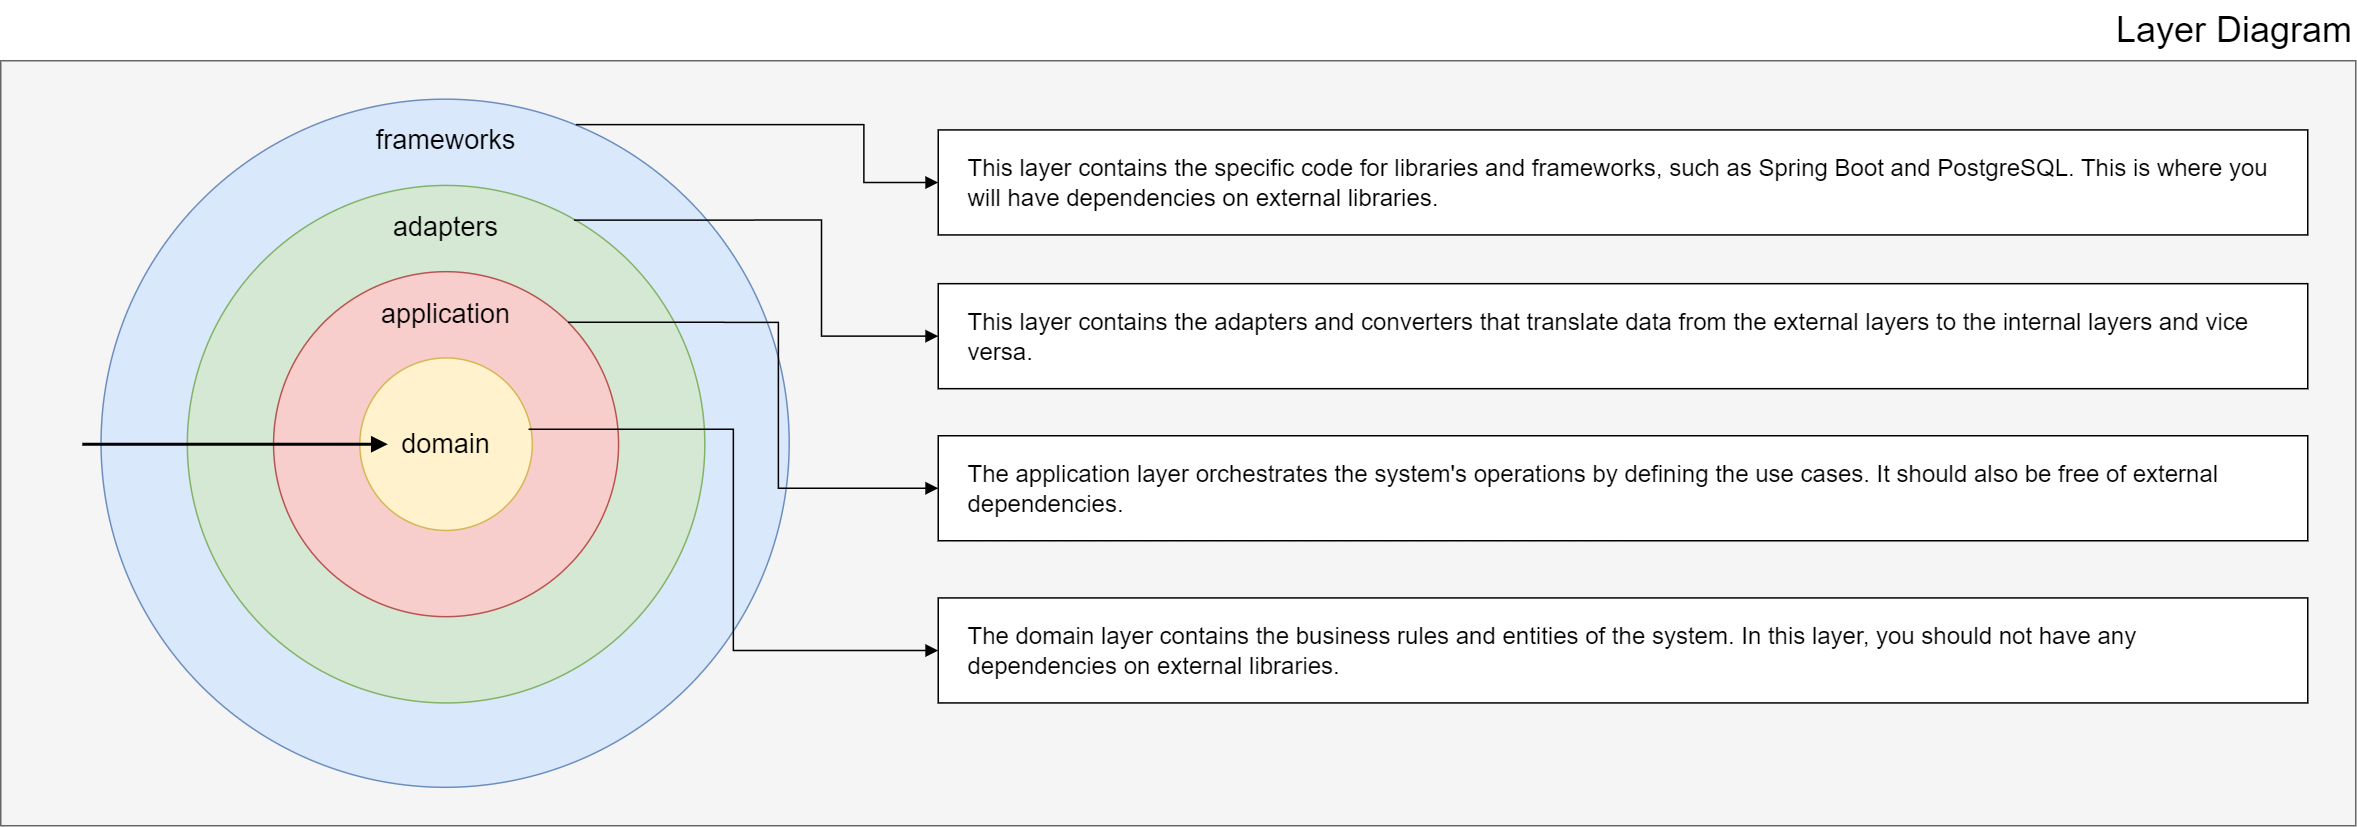 Layer Diagram
frameworks
adapters
application
domain
This layer contains the specific code for libraries and frameworks, such as Spring Boot and PostgreSQL. This is where you
will have dependencies on external libraries.
This layer contains the adapters and converters that translate data from the external layers to the internal layers and vice
versa.
The application layer orchestrates the system's operations by defining the use cases. It should also be free of external
dependencies.
The domain layer contains the business rules and entities of the system. In this layer, you should not have any
dependencies on external libraries.